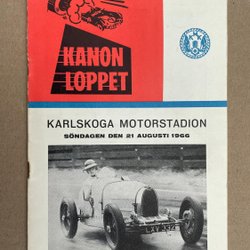 KANON
LOPPET
KARLSKOGA MOTORSTADION
SÖNDAGEN DEN 21 AUGUSTI 1966